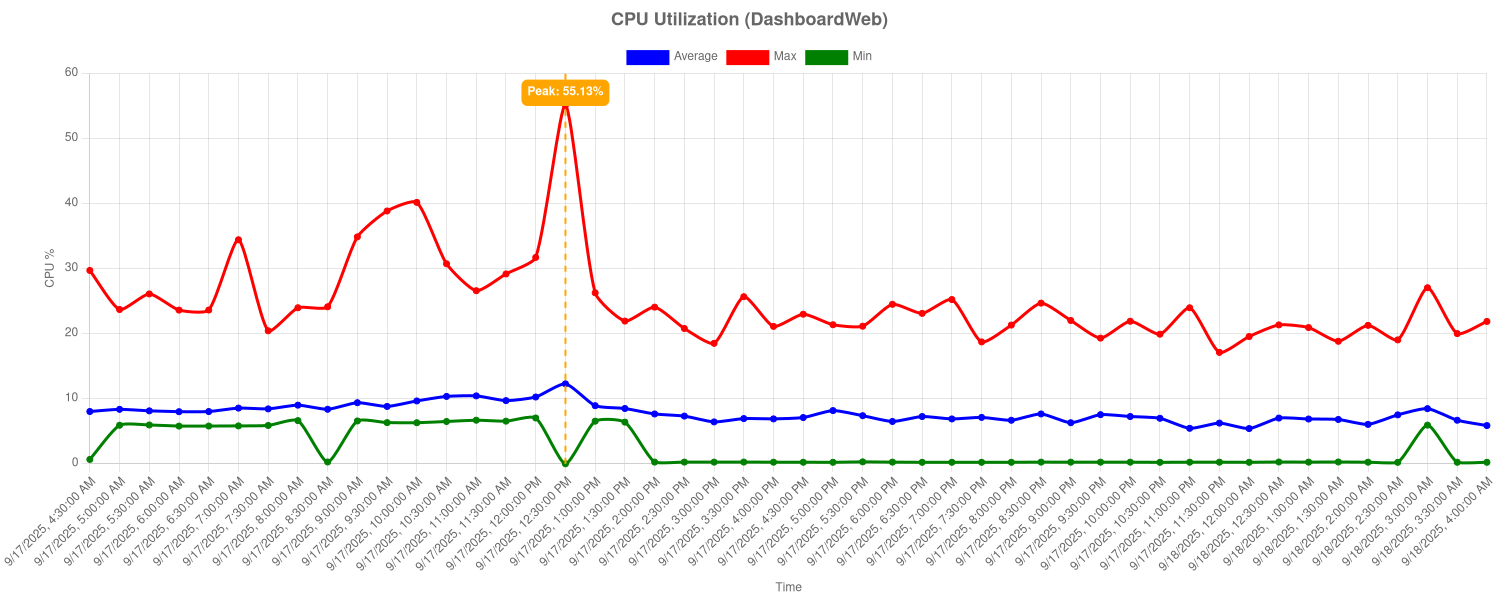 CPU Utilization (DashboardWeb)
Average Max Min
60
Peak: 55.13%
50
40
30
20
10
0
CPU %
9/17/2025, 4:30:00 AM
9/17/2025, 5:00:00 AM
9/17/2025, 5:30:00 AM
9/17/2025, 6:00:00 AM
9/17/2025, 6:30:00 AM
9/17/2025, 7:00:00 AM
9/17/2025, 7:30:00 AM
9/17/2025, 8:00:00 AM
9/17/2025, 8:30:00 AM
9/17/2025, 9:00:00 AM
9/17/2025, 9:30:00 AM
9/17/2025, 10:00:00 AM
9/17/2025, 10:30:00 AM
9/17/2025, 11:00:00 AM
9/17/2025, 11:30:00 AM
9/17/2025, 12:00:00 PM
9/17/2025, 12:30:00 PM
9/17/2025, 1:00:00 PM
9/17/2025, 1:30:00 PM
9/17/2025, 2:00:00 PM
9/17/2025, 2:30:00 PM
9/17/2025, 3:00:00 PM
9/17/2025, 3:30:00 PM
9/17/2025, 4:00:00 PM
9/17/2025, 4:30:00 PM
9/17/2025, 5:00:00 PM
9/17/2025, 5:30:00 PM
9/17/2025, 6:00:00 PM
9/17/2025, 6:30:00 PM
9/17/2025, 7:00:00 PM
9/17/2025, 7:30:00 PM
9/17/2025, 8:00:00 PM
9/17/2025, 8:30:00 PM
9/17/2025, 9:00:00 PM
9/17/2025, 9:30:00 PM
9/17/2025, 10:00:00 PM
9/17/2025, 10:30:00 PM
9/17/2025, 11:00:00 PM
9/17/2025, 11:30:00 PM
9/18/2025, 12:00:00 AM
9/18/2025, 12:30:00 AM
9/18/2025, 1:00:00 AM
9/18/2025, 1:30:00 AM
9/18/2025, 2:00:00 AM
9/18/2025, 2:30:00 AM
9/18/2025, 3:00:00 AM
9/18/2025, 3:30:00 AM
9/18/2025, 4:00:00 AM
Time